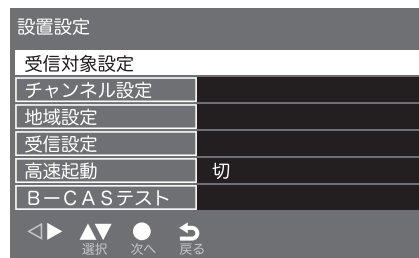 設置設定
受信対象設定
チャンネル設定
地域設定
受信設定
高速起動 切
B－CASテスト
選択 次へ 戻る